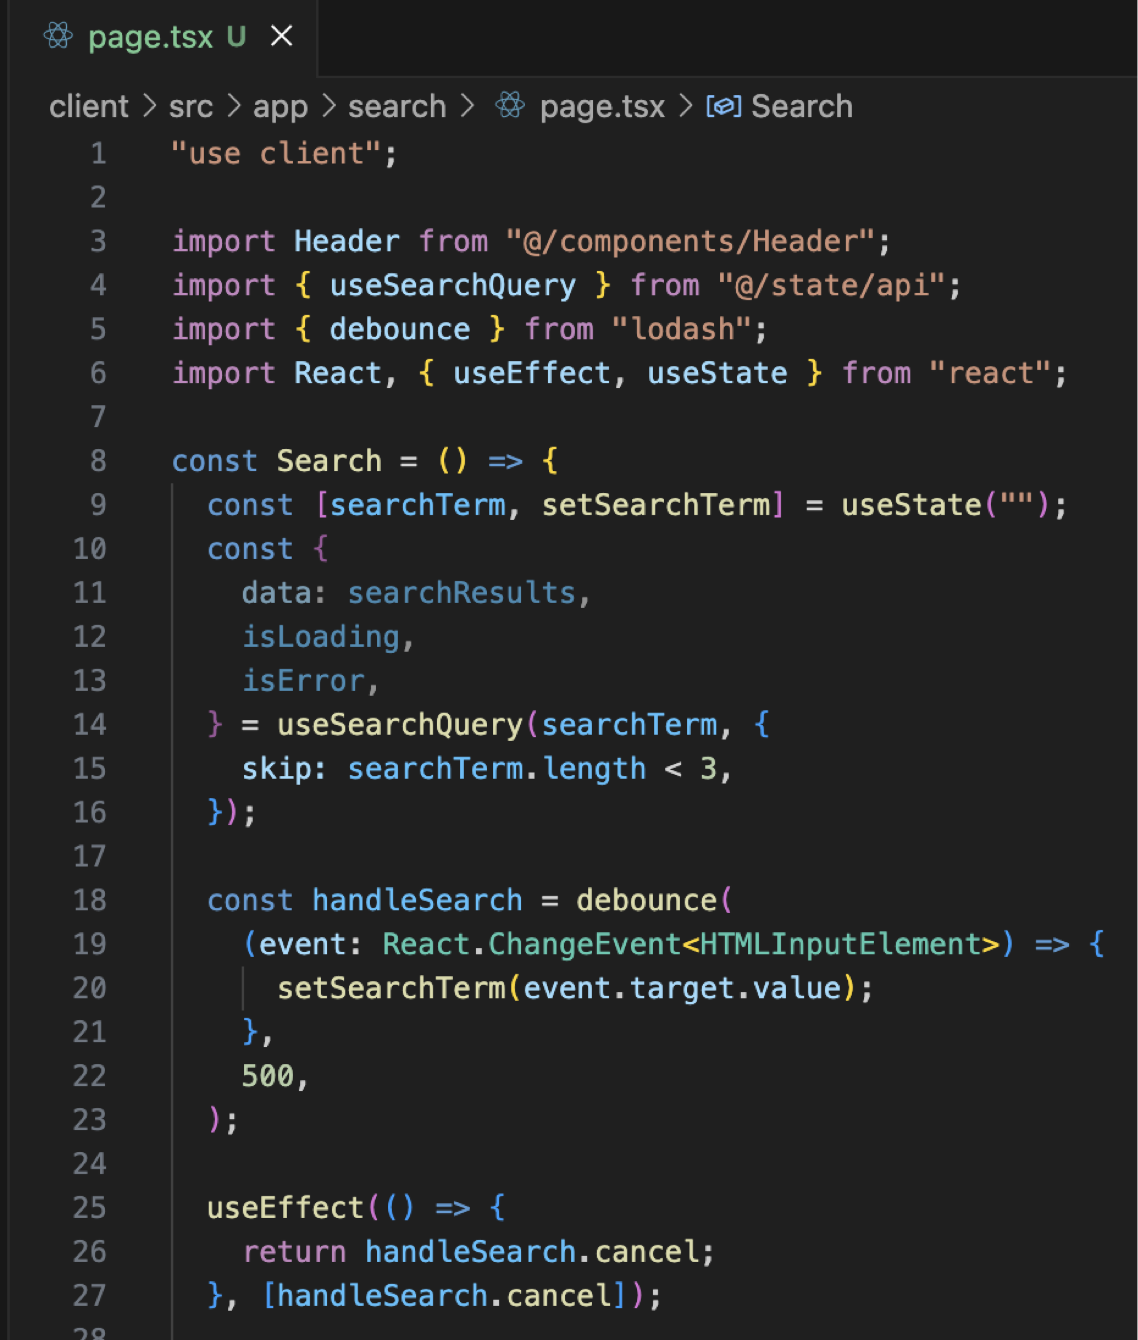 page.tsx U
client > src > app > search > page.tsx > Search
1 "use client";
2
3 import Header from "@/components/Header";
4 import { useSearchQuery } from "@/state/api";
5 import { debounce } from "lodash";
6 import React, { useEffect, useState } from "react";
7
8 const Search = () => {
9   const [searchTerm, setSearchTerm] = useState("");
10   const {
11     data: searchResults,
12     isLoading,
13     isError,
14   } = useSearchQuery(searchTerm, {
15     skip: searchTerm.length < 3,
16   });
17
18   const handleSearch = debounce(
19     (event: React.ChangeEvent<HTMLInputElement>) => {
20       setSearchTerm(event.target.value);
21     },
22     500,
23   );
24
25   useEffect(() => {
26     return handleSearch.cancel;
27   }, [handleSearch.cancel]);
28